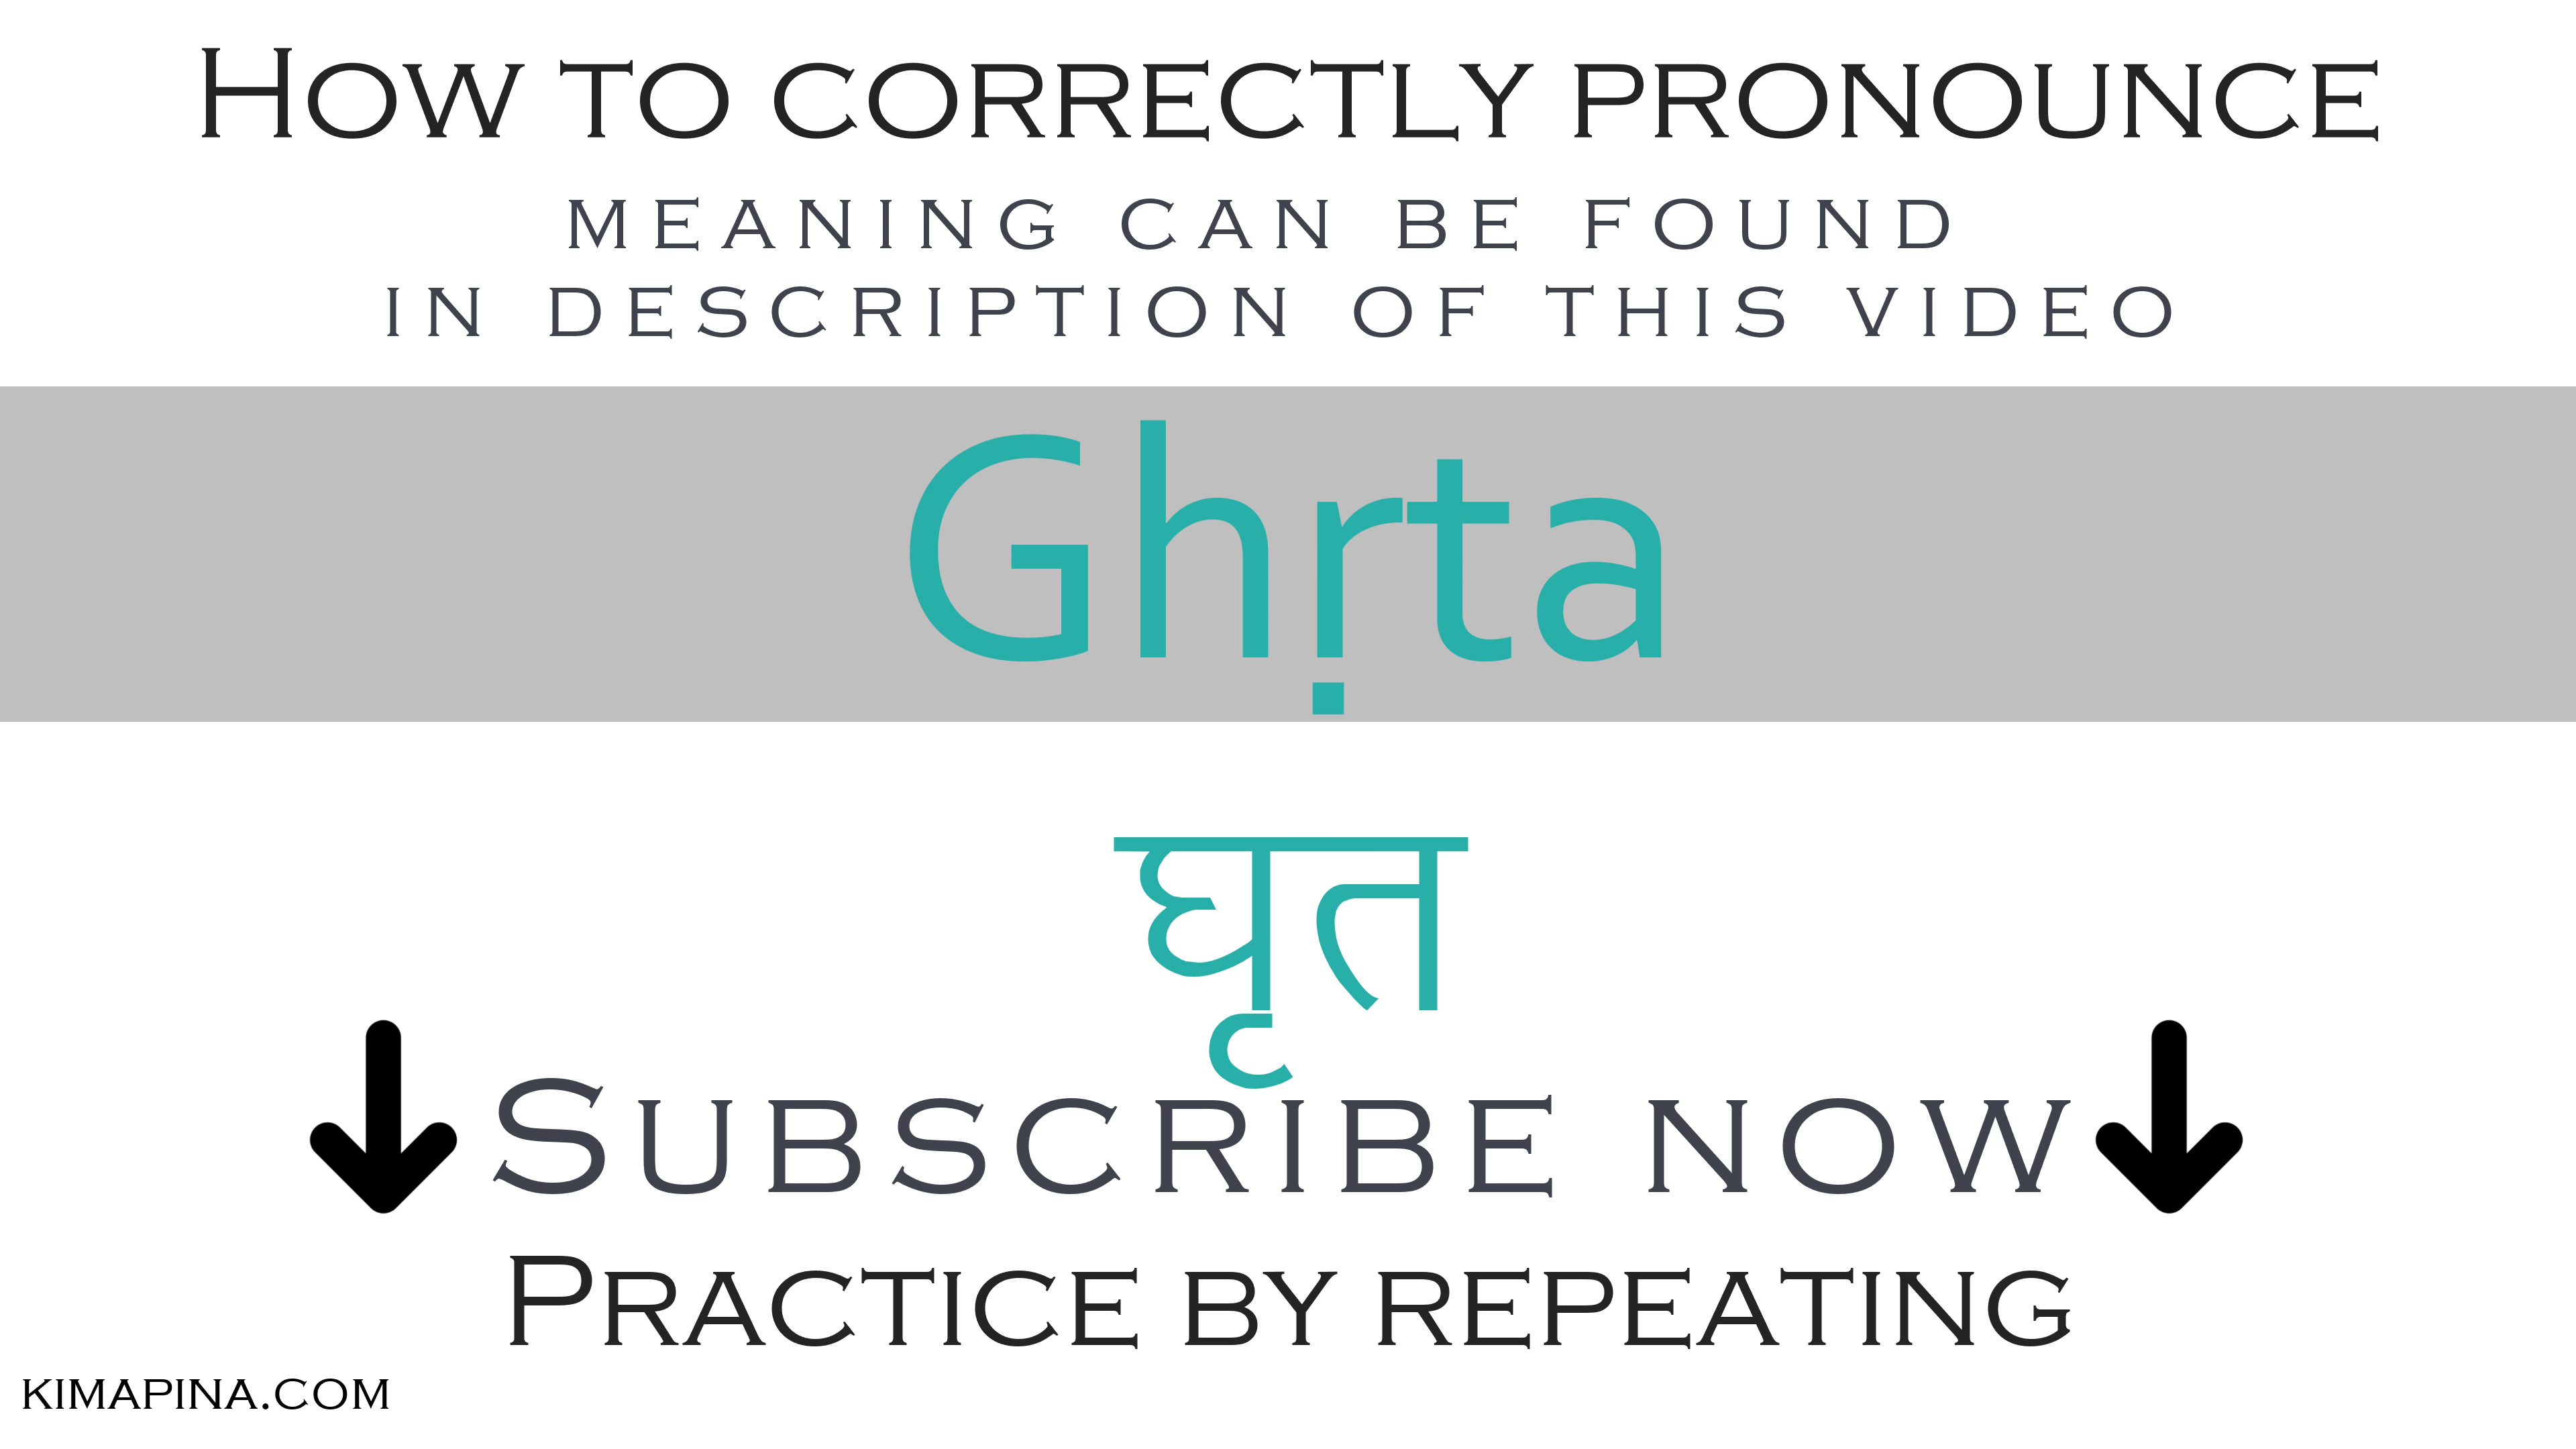 How to correctly pronounce
meaning can be found
in description of this video
Ghṛta
घृत
Subscribe now
Practice by repeating
kimapina.com